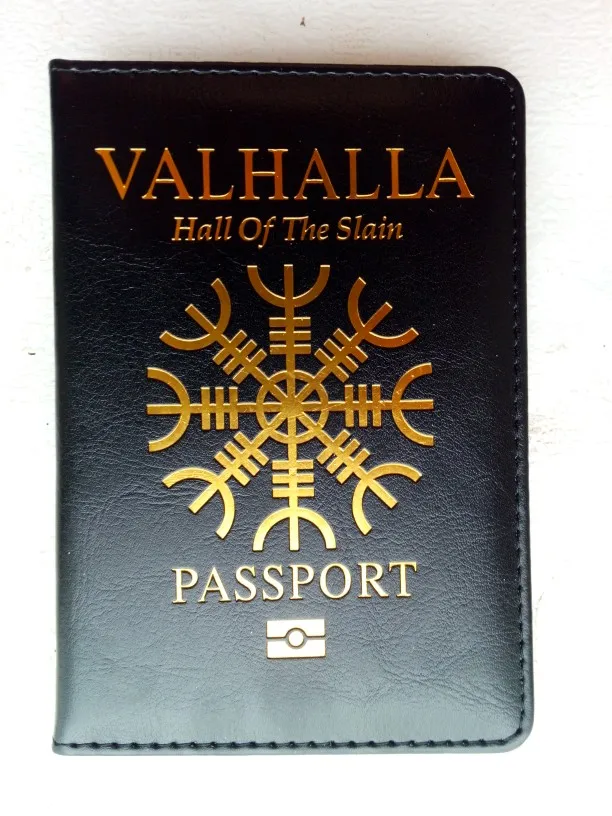 VALHALLA
Hall Of The Slain
PASSPORT